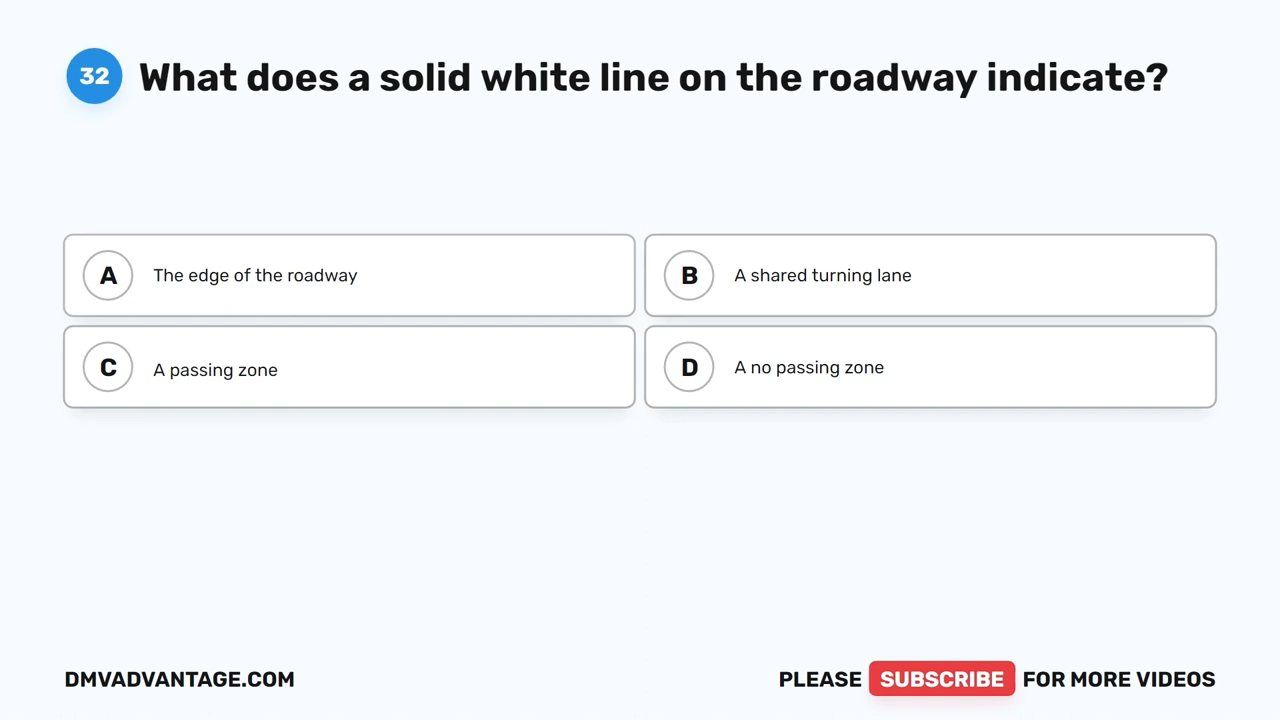 32 What does a solid white line on the roadway indicate?
A The edge of the roadway
B A shared turning lane
C A passing zone
D A no passing zone
DMVADVANTAGE.COM
PLEASE SUBSCRIBE FOR MORE VIDEOS